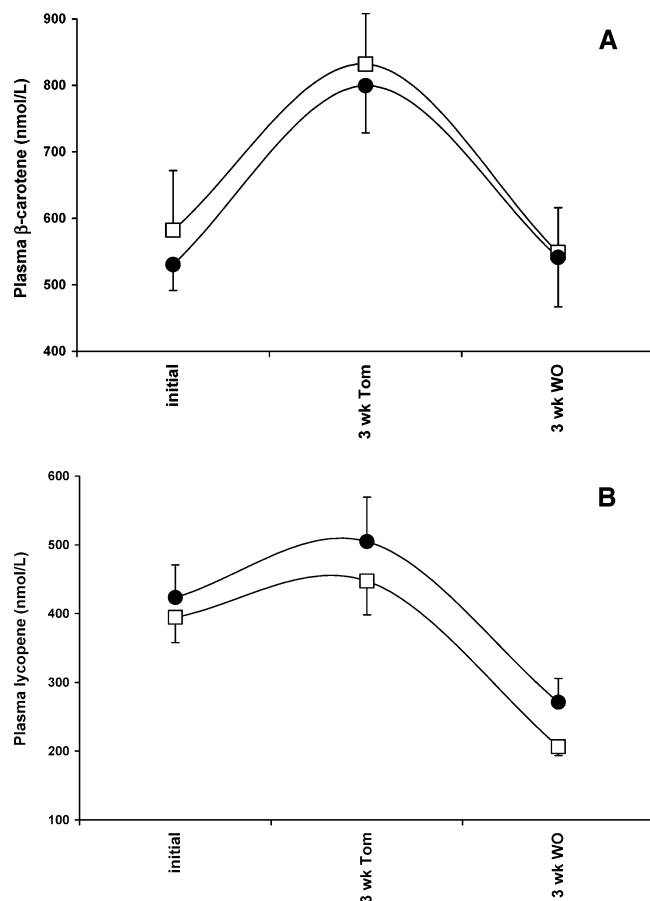 A
Plasma β-carotene (nmol/L)
900
800
700
600
500
400
initial
3 wk Tom
3 wk WO
B
Plasma lycopene (nmol/L)
600
500
400
300
200
100
initial
3 wk Tom
3 wk WO